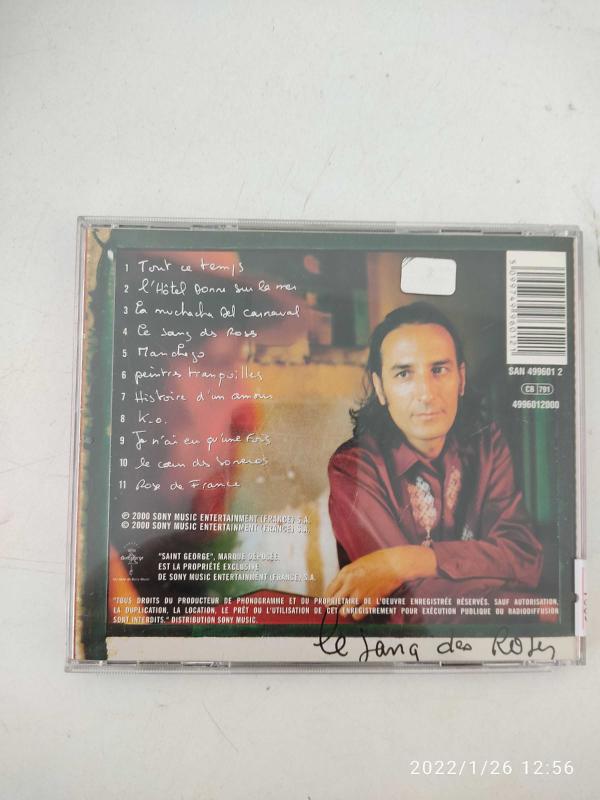 1 Tout ce temps
2 l'Hôtel Borne sur la mer
3 La muchacha del carnaval
4 Le sang des Roses
5 Manchego
6 peintres tranquilles
7 Histoire d'un amour
8 K.o.
9 Je n'ai eu qu'une Fois
10 le cœur des
11 Rose de France
℗ 2000 SONY MUSIC ENTERTAINMENT (FRANCE) S.A.
© 2000 SONY MUSIC ENTERTAINMENT (FRANCE) S.A.
"SAINT GEORGE", MARQUE DÉPOSÉE
EST LA PROPRIÉTÉ EXCLUSIVE
DE SONY MUSIC ENTERTAINMENT (FRANCE) S.A.
"TOUS DROITS DU PRODUCTEUR DE PHONOGRAMME ET DU PROPRIÉTAIRE DE L'OEUVRE ENREGISTRÉE RÉSERVÉS. SAUF AUTORISATION,
LA DUPLICATION, LA LOCATION, LE PRÊT OU L'UTILISATION DE CET ENREGISTREMENT POUR EXÉCUTION PUBLIQUE OU RADIODIFFUSION
SONT INTERDITS." DISTRIBUTION SONY MUSIC.
5099749960121
SAN 499601 2
CB 791
4996012000
le sang des Roses
2022/1/26 12:56